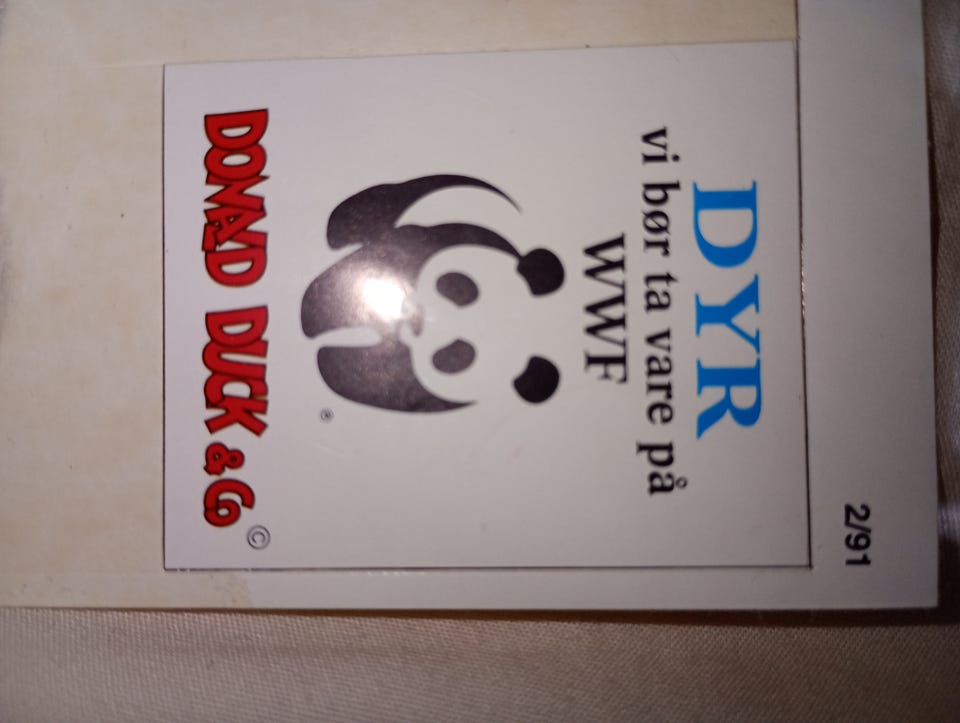 2/91
DYR
vi bør ta vare på
WWF
®
DONALD DUCK & Co ©